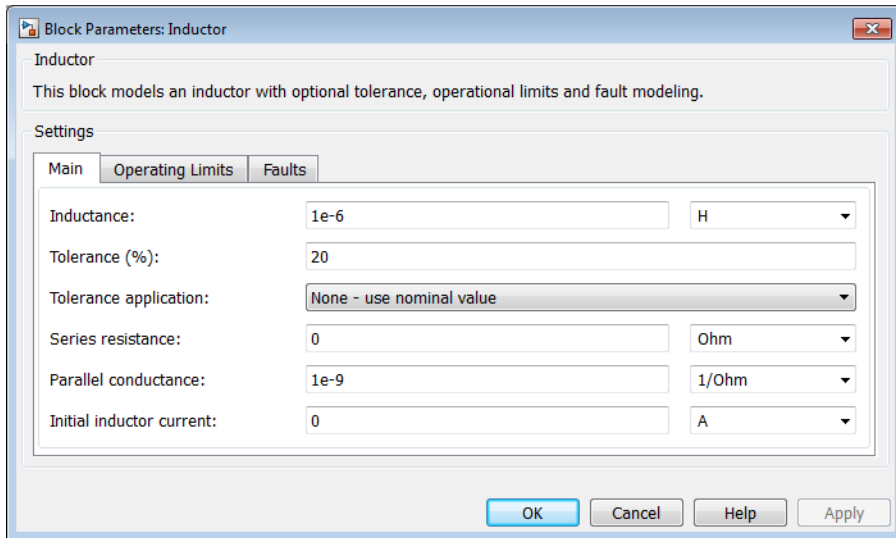 Block Parameters: Inductor
Inductor
This block models an inductor with optional tolerance, operational limits and fault modeling.
Settings
Main Operating Limits Faults
Inductance: 1e-6 H
Tolerance (%): 20
Tolerance application: None - use nominal value
Series resistance: 0 Ohm
Parallel conductance: 1e-9 1/Ohm
Initial inductor current: 0 A
OK Cancel Help Apply